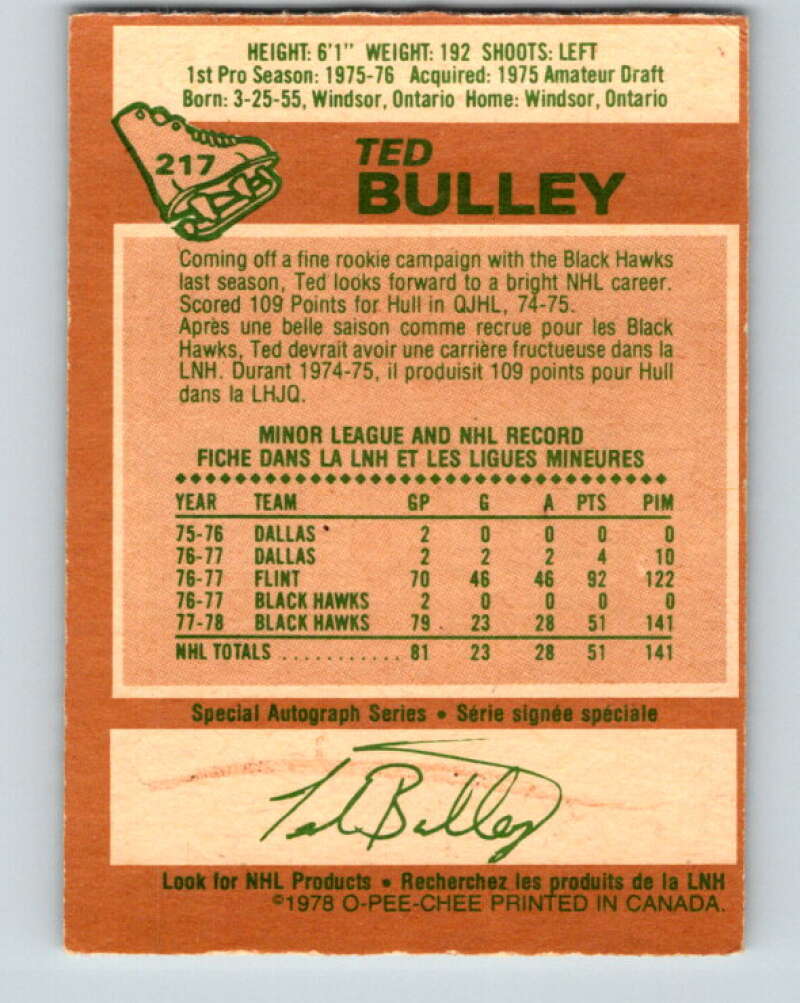 HEIGHT: 6'1" WEIGHT: 192 SHOOTS: LEFT
1st Pro Season: 1975-76 Acquired: 1975 Amateur Draft
Born: 3-25-55, Windsor, Ontario Home: Windsor, Ontario
217
TED
BULLEY
Coming off a fine rookie campaign with the Black Hawks
last season, Ted looks forward to a bright NHL career.
Scored 109 Points for Hull in QJHL, 74-75.
Après une belle saison comme recrue pour les Black
Hawks, Ted devrait avoir une carrière fructueuse dans la
LNH. Durant 1974-75, il produisit 109 points pour Hull
dans la LHJQ.
MINOR LEAGUE AND NHL RECORD
FICHE DANS LA LNH ET LES LIGUES MINEURES
YEAR TEAM GP G A PTS PIM
75-76 DALLAS 2 0 0 0 0
76-77 DALLAS 2 2 2 4 10
76-77 FLINT 70 46 46 92 122
76-77 BLACK HAWKS 2 0 0 0 0
77-78 BLACK HAWKS 79 23 28 51 141
NHL TOTALS ........... 81 23 28 51 141
Special Autograph Series • Série signée spéciale
Ted Bulley
Look for NHL Products • Recherchez les produits de la LNH
©1978 O-PEE-CHEE PRINTED IN CANADA.